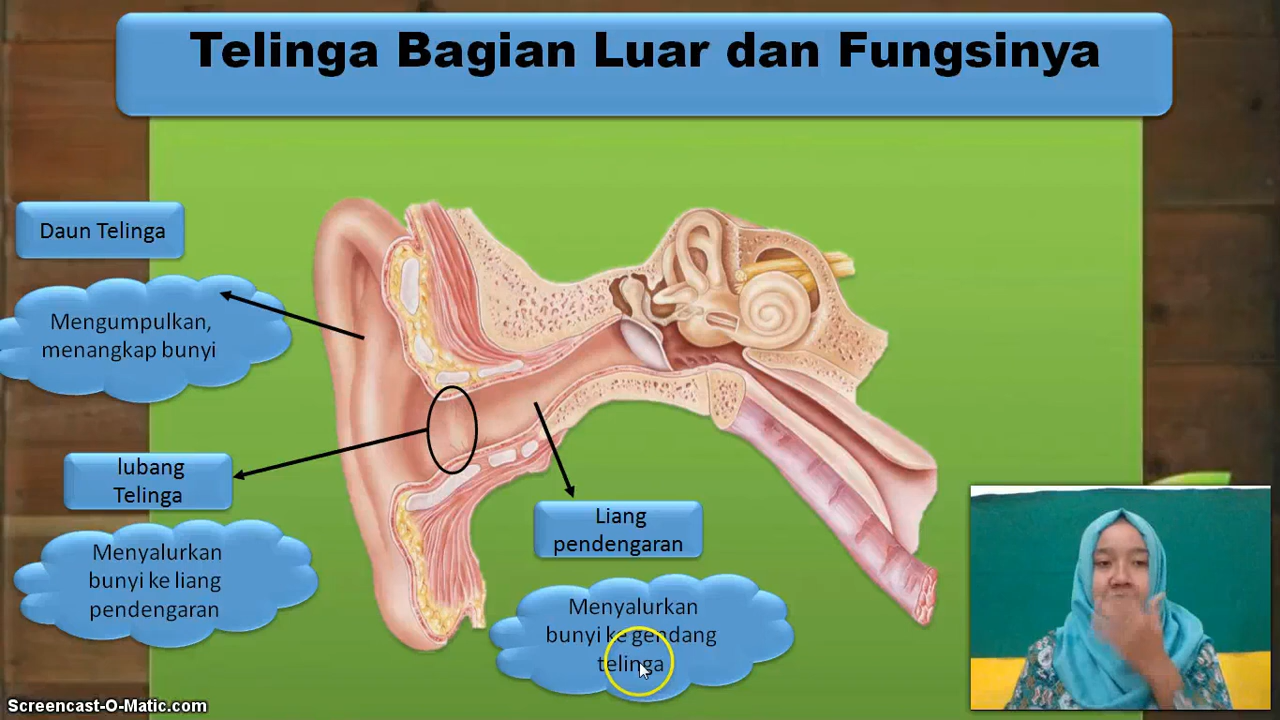 Telinga Bagian Luar dan Fungsinya
Daun Telinga
Mengumpulkan,
menangkap bunyi
lubang
Telinga
Menyalurkan
bunyi ke liang
pendengaran
Liang
pendengaran
Menyalurkan
bunyi ke gendang
telinga
Screencast-O-Matic.com